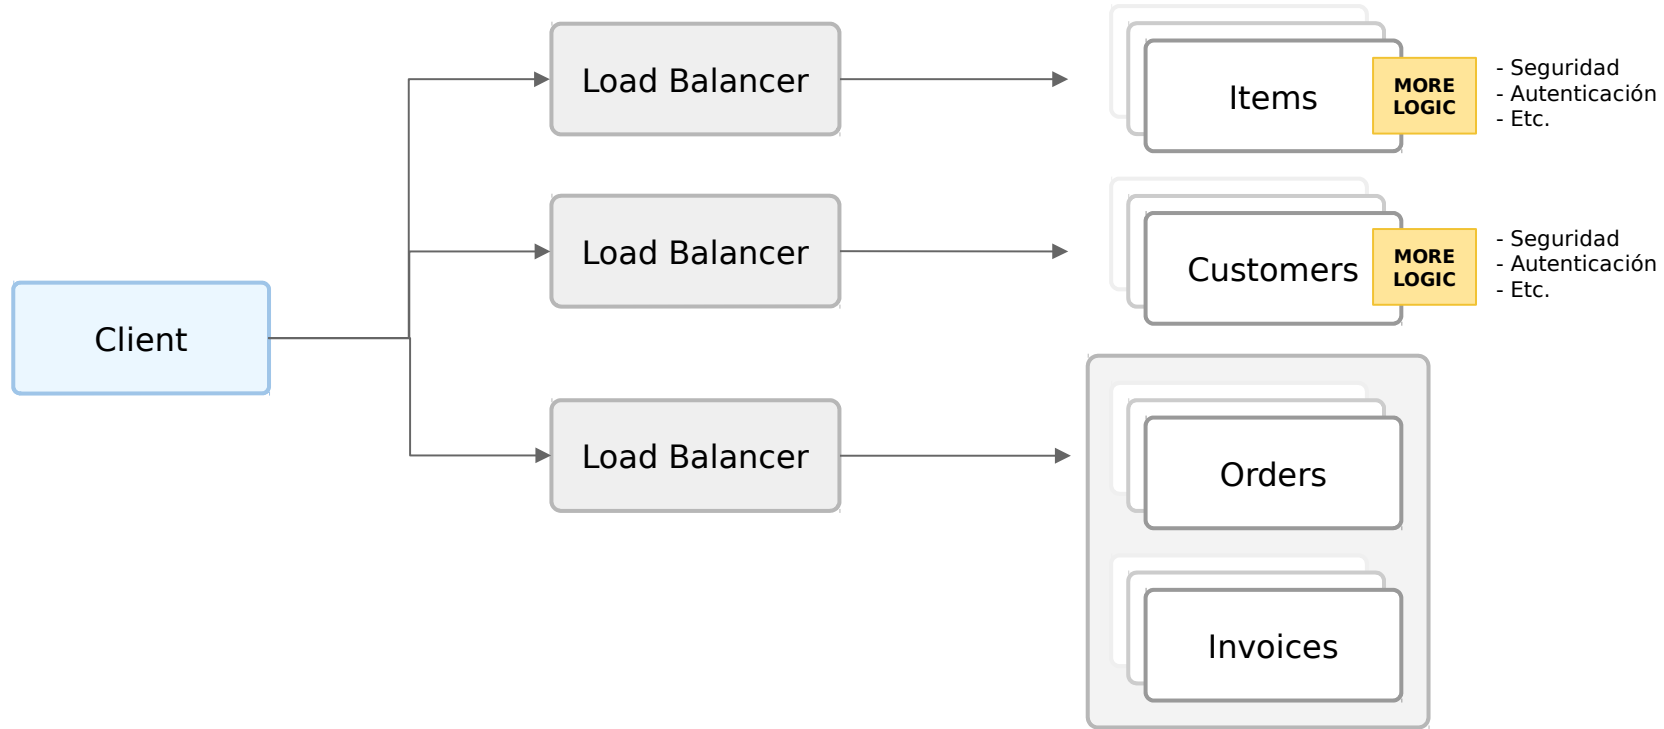 Load Balancer
Items
MORE
LOGIC
- Seguridad
- Autenticación
- Etc.
Load Balancer
Customers
MORE
LOGIC
- Seguridad
- Autenticación
- Etc.
Client
Load Balancer
Orders
Invoices